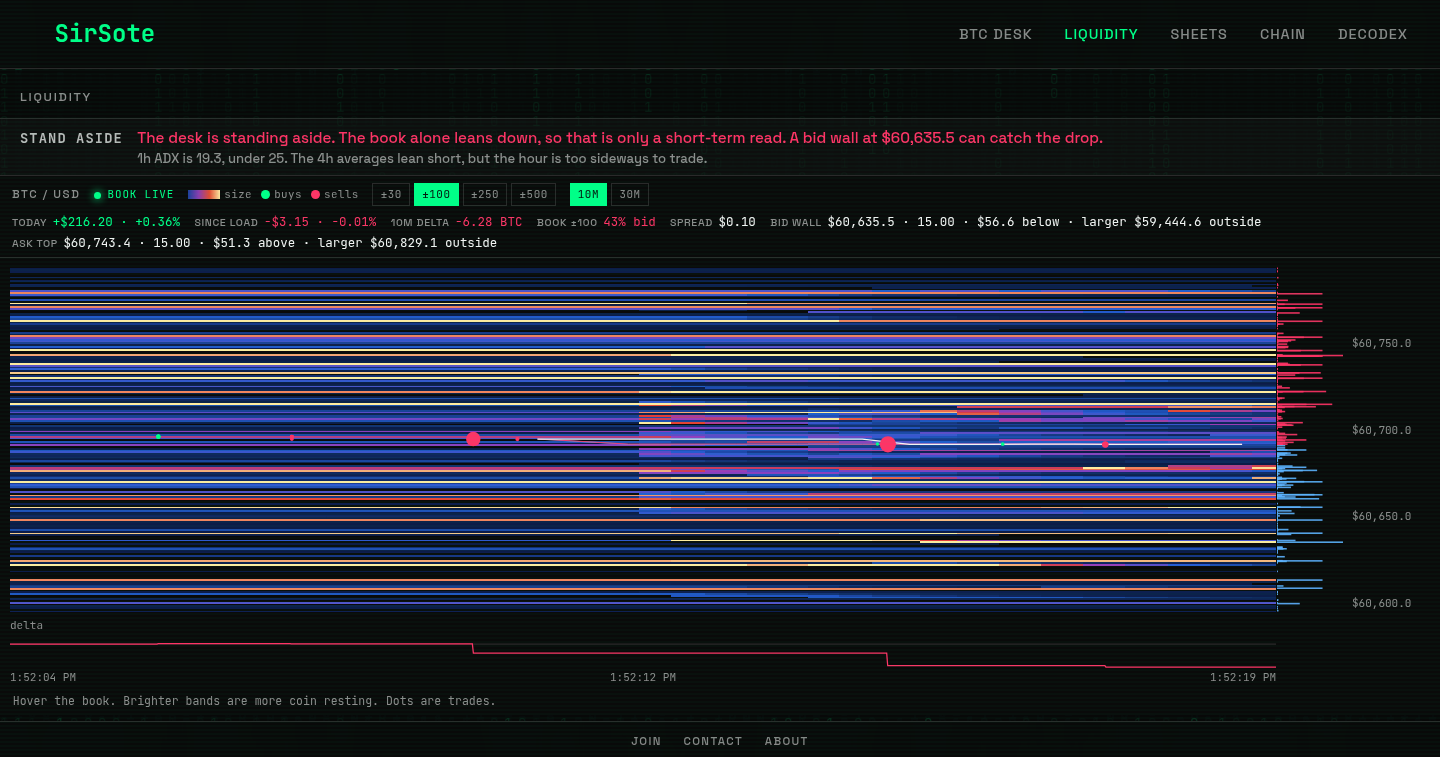 SirSote
BTC DESK LIQUIDITY SHEETS CHAIN DECODEX
LIQUIDITY
STAND ASIDE The desk is standing aside. The book alone leans down, so that is only a short-term read. A bid wall at $60,635.5 can catch the drop.
1h ADX is 19.3, under 25. The 4h averages lean short, but the hour is too sideways to trade.
BTC / USD BOOK LIVE size buys sells ±30 ±100 ±250 ±500 10M 30M
TODAY +$216.20 · +0.36% SINCE LOAD -$3.15 · -0.01% 10M DELTA -6.28 BTC BOOK ±100 43% bid SPREAD $0.10 BID WALL $60,635.5 · 15.00 · $56.6 below · larger $59,444.6 outside
ASK TOP $60,743.4 · 15.00 · $51.3 above · larger $60,829.1 outside
$60,750.0
$60,700.0
$60,650.0
$60,600.0
delta
1:52:04 PM 1:52:12 PM 1:52:19 PM
Hover the book. Brighter bands are more coin resting. Dots are trades.
JOIN CONTACT ABOUT